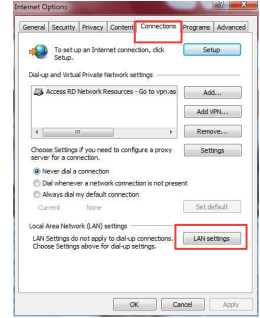 Internet Options
General Security Privacy Content Connections Programs Advanced
To set up an Internet connection, click
Setup.
Setup
Dial-up and Virtual Private Network settings
Access RD Network Resources - Go to vpn.as
Add...
Add VPN...
Remove...
Choose Settings if you need to configure a proxy
server for a connection.
Settings
Never dial a connection
Dial whenever a network connection is not present
Always dial my default connection
Current None
Set default
Local Area Network (LAN) settings
LAN Settings do not apply to dial-up connections.
Choose Settings above for dial-up settings.
LAN settings
OK Cancel Apply